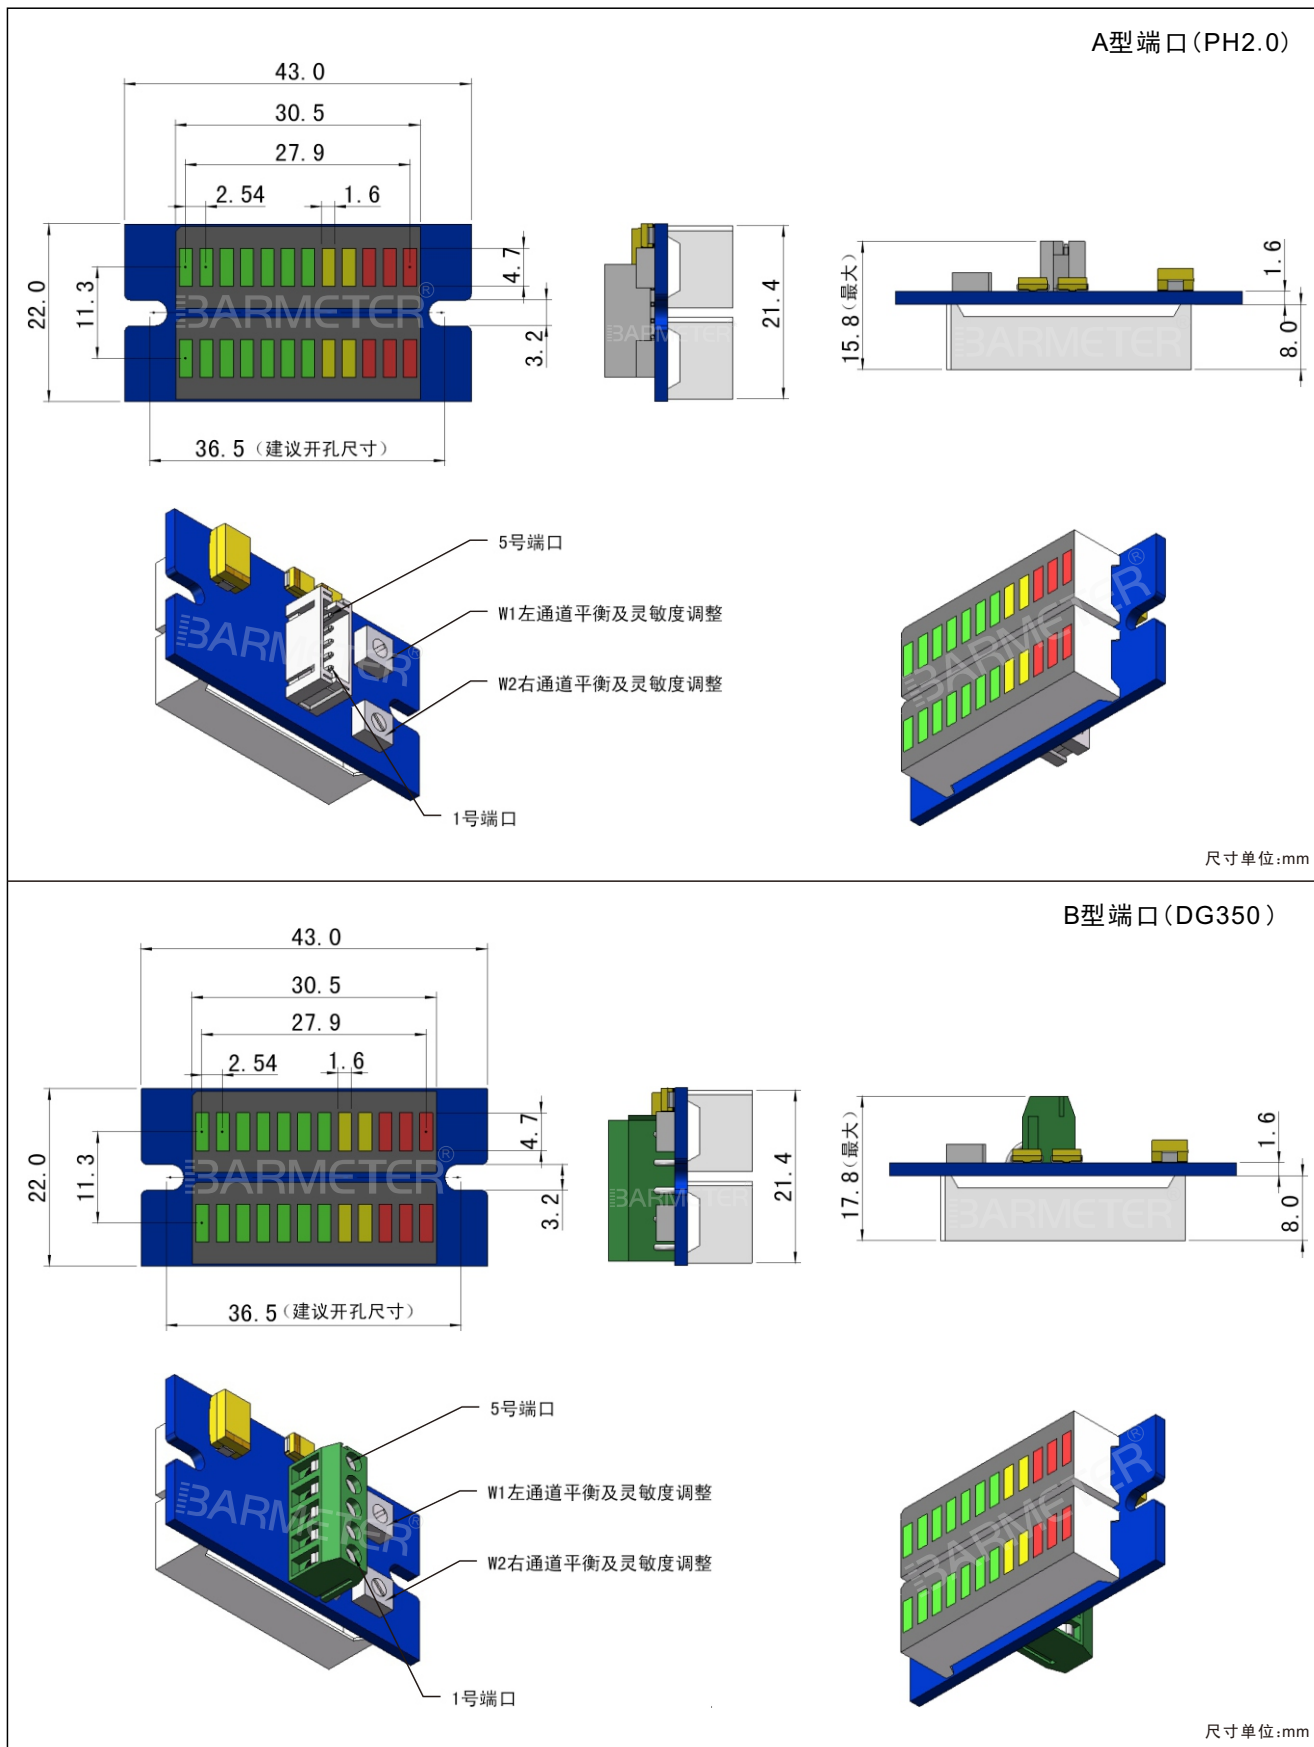 A型端口(PH2.0)
43.0
30.5
27.9
2.54
1.6
22.0
11.3
4.7
3.2
36.5(建议开孔尺寸)
BARMETER®
21.4
BARMETER
15.8(最大)
1.6
8.0
BARMETER
5号端口
W1左通道平衡及灵敏度调整
W2右通道平衡及灵敏度调整
1号端口
BARMETER®
BARMETER®
尺寸单位:mm
B型端口(DG350)
43.0
30.5
27.9
2.54
1.6
22.0
11.3
4.7
3.2
36.5(建议开孔尺寸)
BARMETER®
21.4
BARMETER
17.8(最大)
1.6
8.0
BARMETER
5号端口
W1左通道平衡及灵敏度调整
W2右通道平衡及灵敏度调整
1号端口
BARMETER®
BARMETER®
尺寸单位:mm